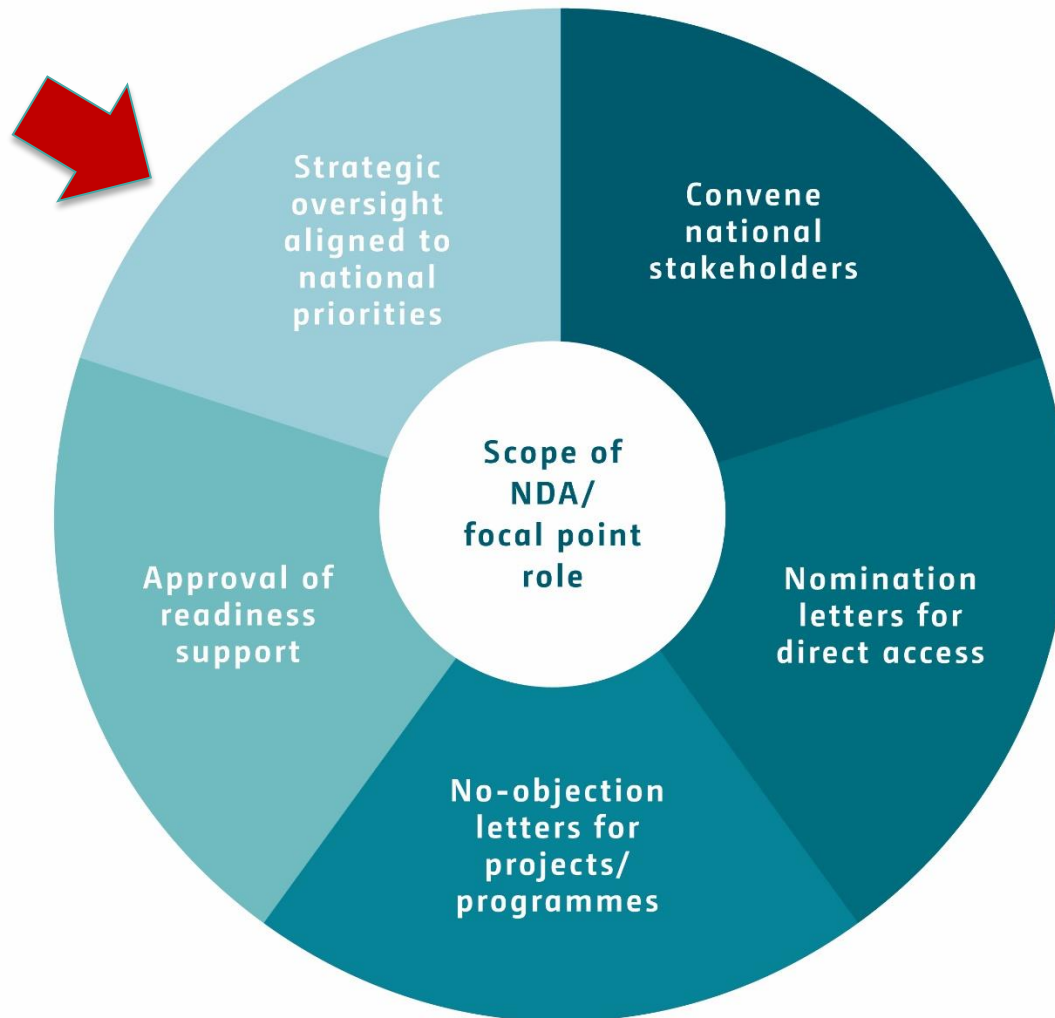 Strategic
oversight
aligned to
national
priorities
Convene
national
stakeholders
Scope of
NDA/
focal point
role
Approval of
readiness
support
Nomination
letters for
direct access
No-objection
letters for
projects/
programmes